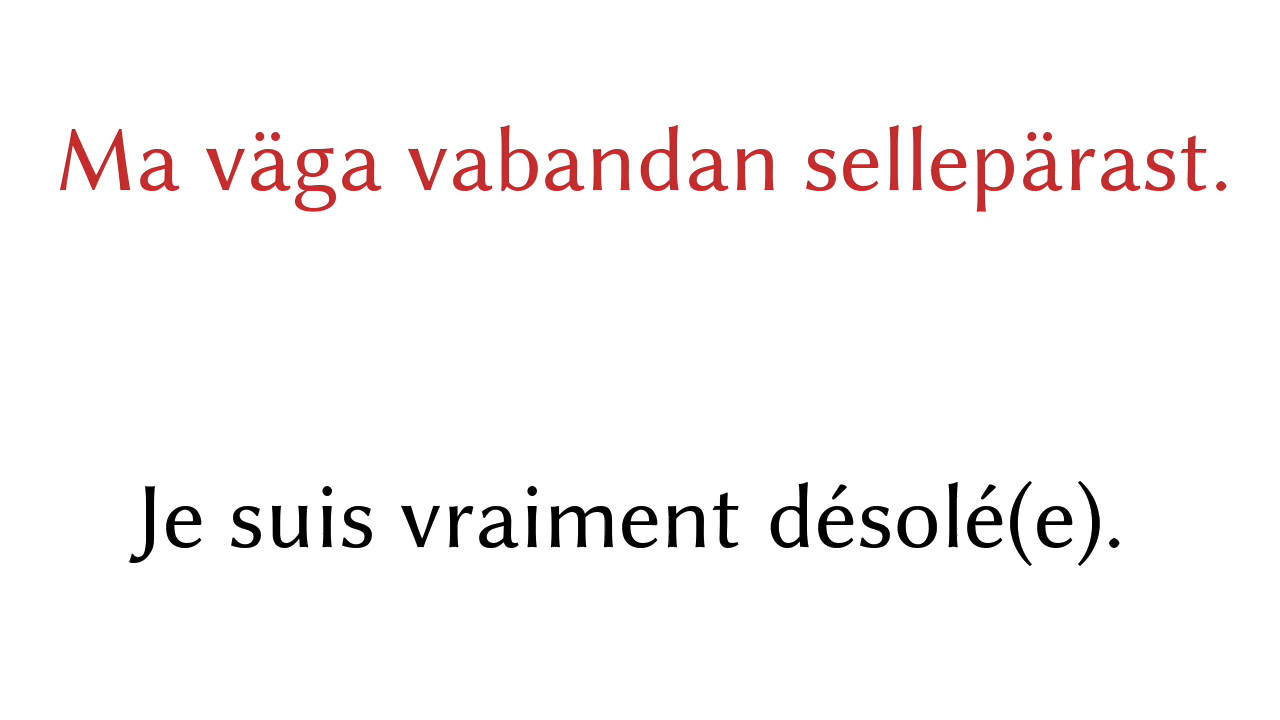 Ma väga vabandan sellepärast.
Je suis vraiment désolé(e).